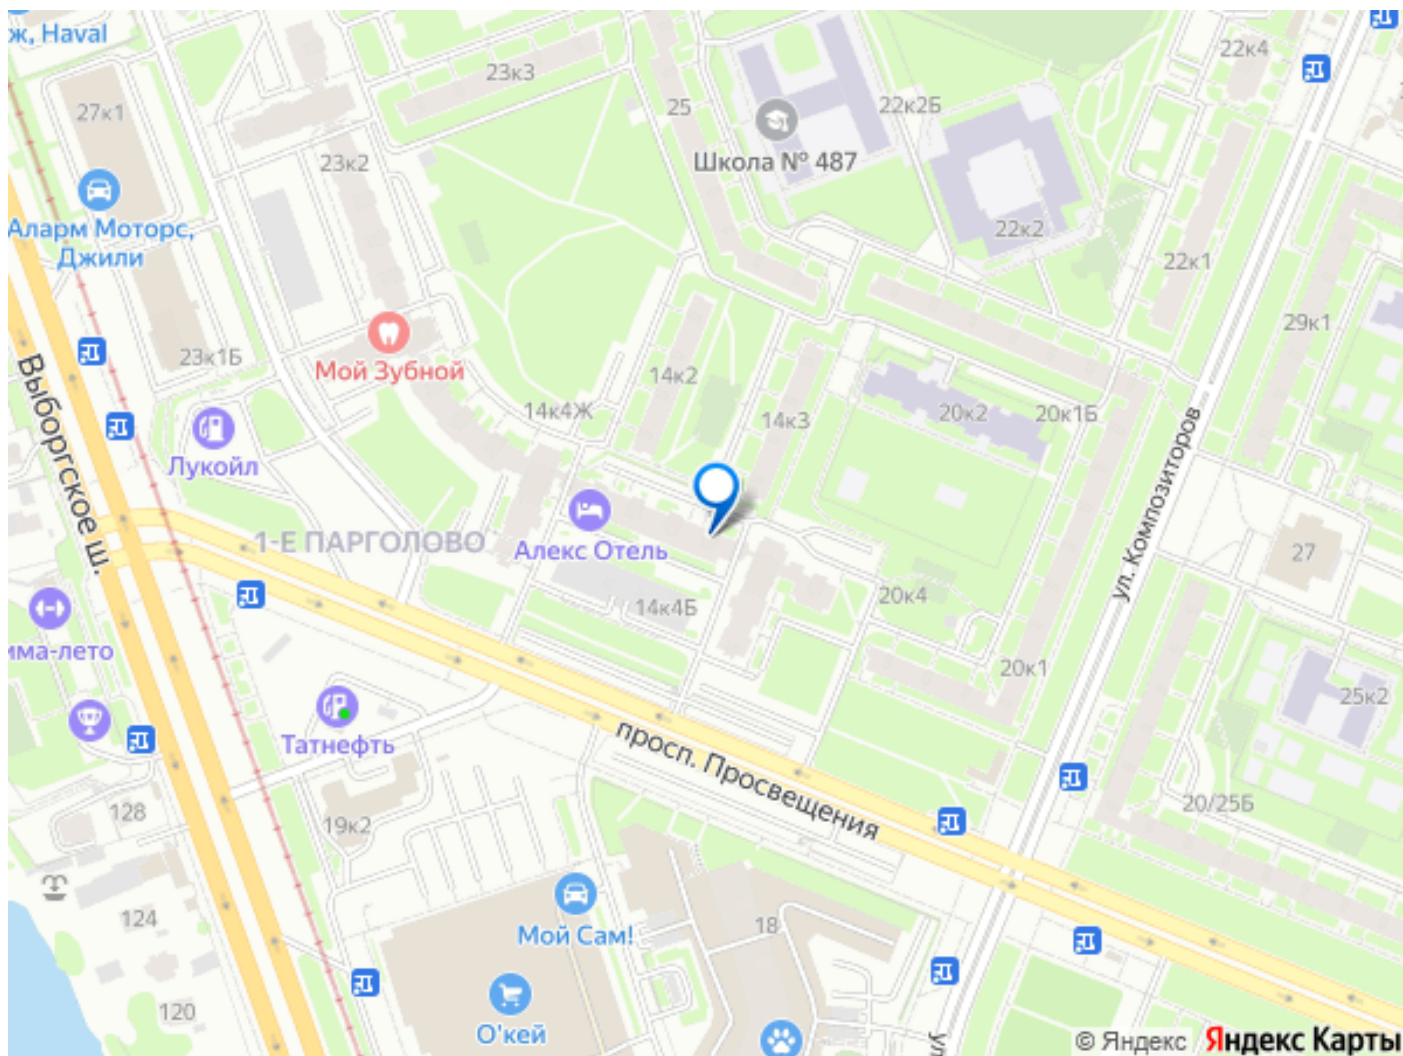 ж, Haval
27к1
23к3
25
22к2Б
22к4
Школа № 487
23к2
Аларм Моторс,
Джили
22к2
22к1
29к1
23к1Б
Мой Зубной
14к2
14к4Ж
14к3
20к2
20к1Б
Выборгское ш.
Лукойл
ул. Композиторов
1-Е ПАРГОЛОВО
Алекс Отель
27
14к4Б
20к4
има-лето
20к1
25к2
Татнефть
просп. Просвещения
20/25Б
128
19к2
124
Мой Сам!
18
120
О'кей
ул
© Яндекс Яндекс Карты